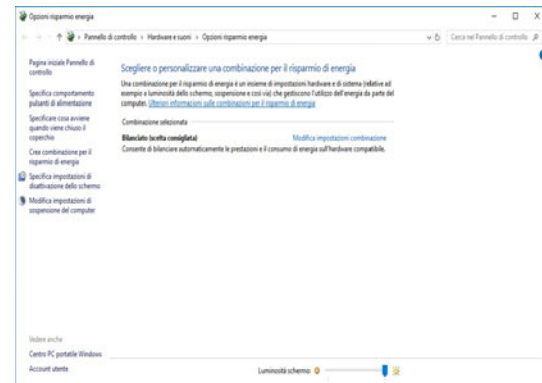 Opzioni risparmio energia
Pannello di controllo › Hardware e suoni › Opzioni risparmio energia
Cerca nel Pannello di controllo
Pagina iniziale Pannello di
controllo
Specifica comportamento
pulsanti di alimentazione
Specificare cosa avviene
quando viene chiuso il
coperchio
Crea combinazione per il
risparmio di energia
Specifica impostazioni di
disattivazione dello schermo
Modifica impostazioni di
sospensione del computer
Scegliere o personalizzare una combinazione per il risparmio di energia
Una combinazione per il risparmio di energia è un insieme di impostazioni hardware e di sistema (relative ad
esempio a luminosità dello schermo, sospensione e così via) che gestiscono l'utilizzo dell'energia da parte del
computer. Ulteriori informazioni sulle combinazioni per il risparmio di energia
Combinazione selezionata
Bilanciato (scelta consigliata)
Modifica impostazioni combinazione
Consente di bilanciare automaticamente le prestazioni e il consumo di energia sull'hardware compatibile.
Vedere anche
Centro PC portatile Windows
Account utente
Luminosità schermo: